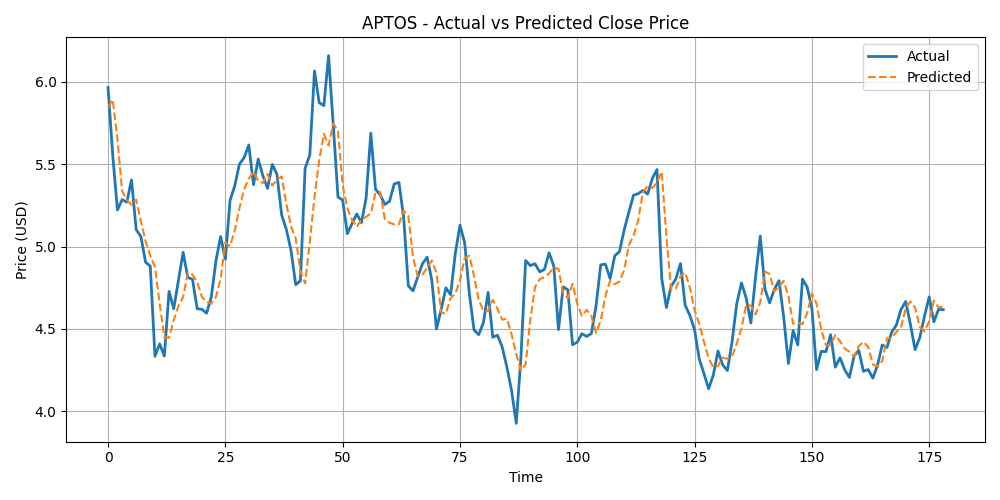 APTOS - Actual vs Predicted Close Price
Actual
Predicted
Price (USD)
6.0
5.5
5.0
4.5
4.0
0 25 50 75 100 125 150 175
Time